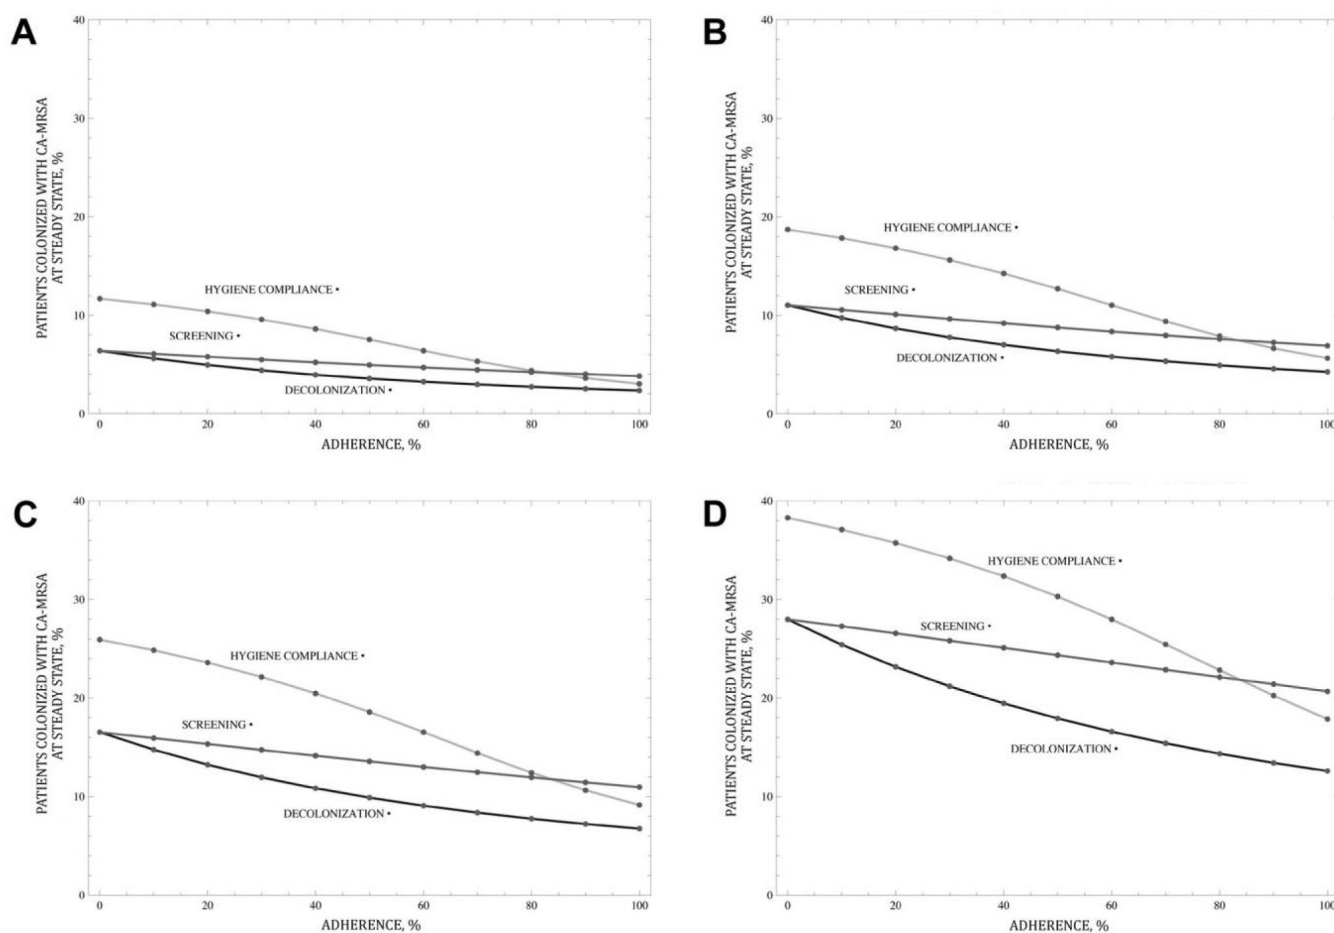 A
PATIENTS COLONIZED WITH CA-MRSA
AT STEADY STATE, %
40
30
20
10
0
HYGIENE COMPLIANCE •
SCREENING •
DECOLONIZATION •
0 20 40 60 80 100
ADHERENCE, %
B
PATIENTS COLONIZED WITH CA-MRSA
AT STEADY STATE, %
40
30
20
10
0
HYGIENE COMPLIANCE •
SCREENING •
DECOLONIZATION •
0 20 40 60 80 100
ADHERENCE, %
C
PATIENTS COLONIZED WITH CA-MRSA
AT STEADY STATE, %
40
30
20
10
0
HYGIENE COMPLIANCE •
SCREENING •
DECOLONIZATION •
0 20 40 60 80 100
ADHERENCE, %
D
PATIENTS COLONIZED WITH CA-MRSA
AT STEADY STATE, %
40
30
20
10
0
HYGIENE COMPLIANCE •
SCREENING •
DECOLONIZATION •
0 20 40 60 80 100
ADHERENCE, %